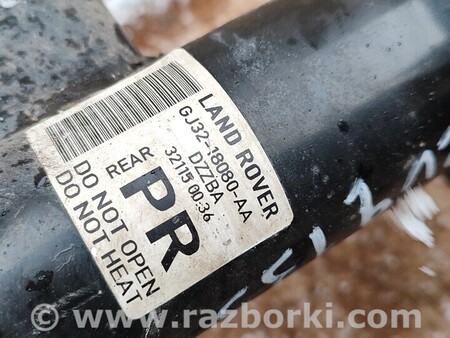 LAND ROVER
GJ32-18080-AA
DZZBA
32115 00:36
REAR
PR
DO NOT OPEN
DO NOT HEAT
www.razborki.com